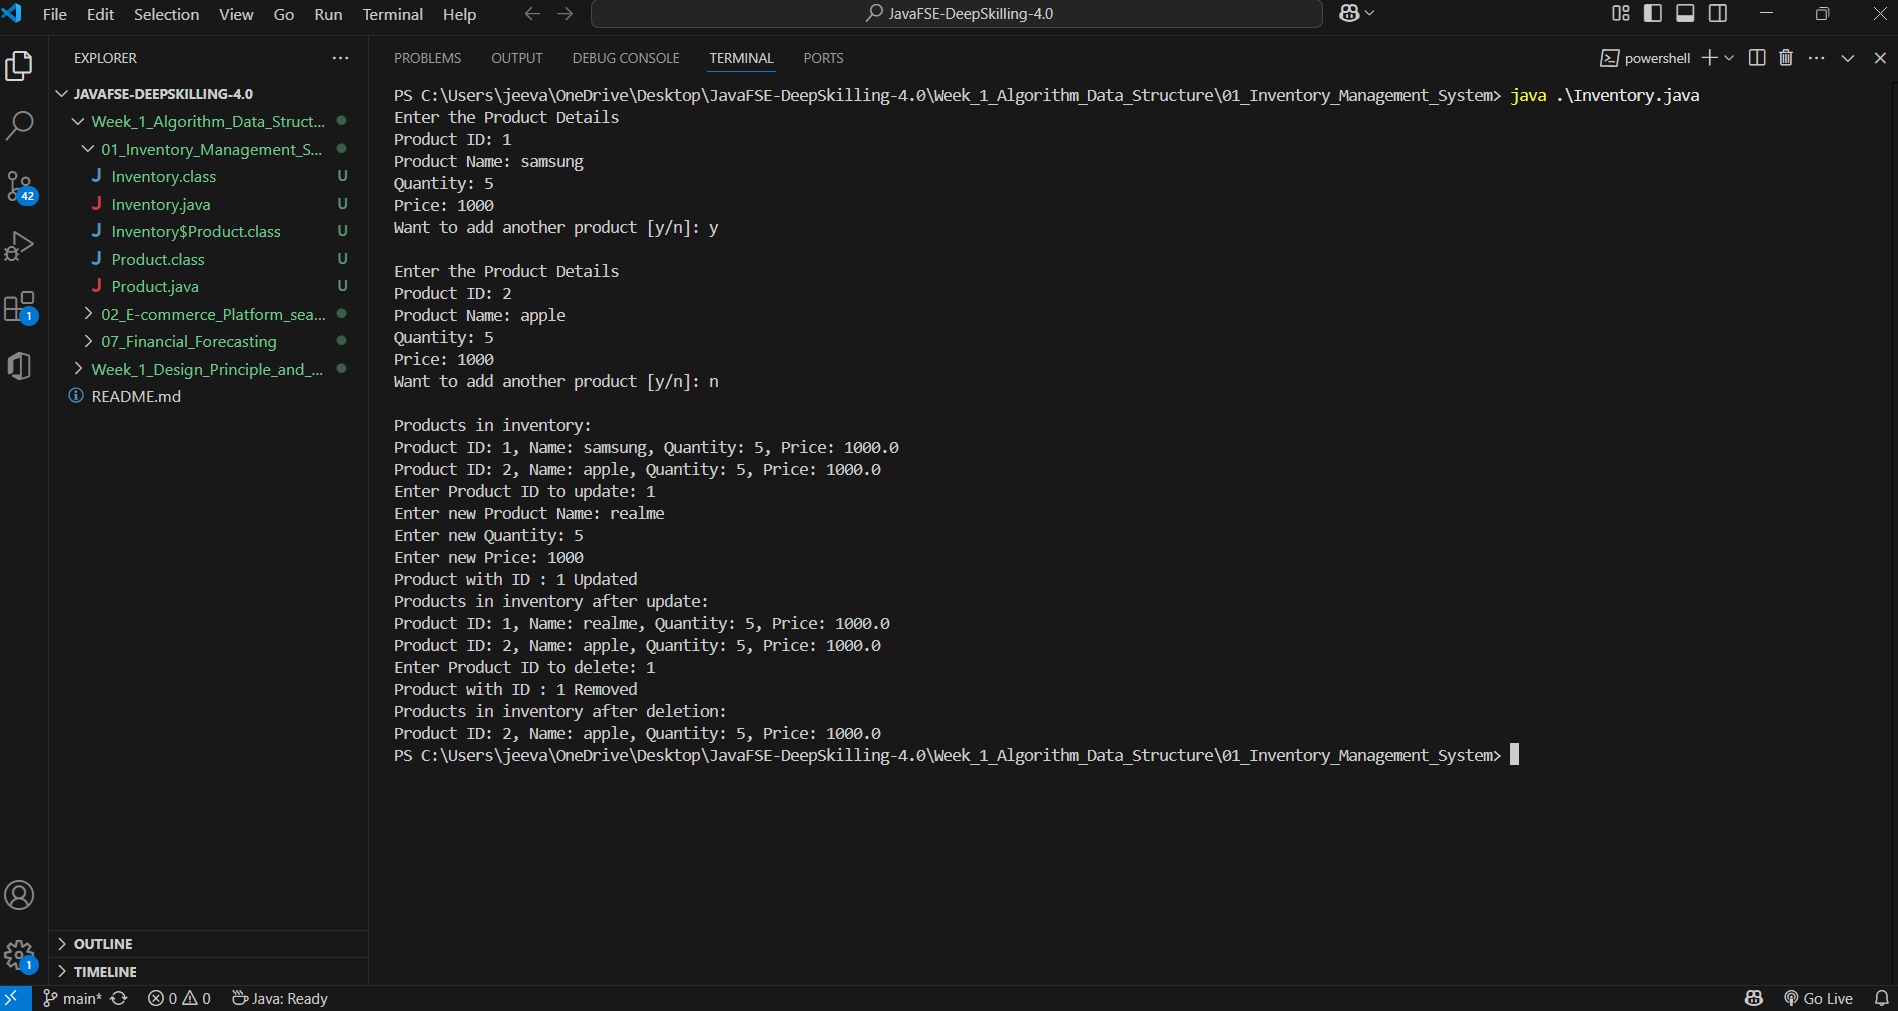 File Edit Selection View Go Run Terminal Help
JavaFSE-DeepSkilling-4.0
EXPLORER
JAVAFSE-DEEPSKILLING-4.0
Week_1_Algorithm_Data_Struct...
01_Inventory_Management_S...
Inventory.class U
Inventory.java U
Inventory$Product.class U
Product.class U
Product.java U
02_E-commerce_Platform_sea...
07_Financial_Forecasting
Week_1_Design_Principle_and_...
README.md
OUTLINE
TIMELINE
42
1
1
PROBLEMS OUTPUT DEBUG CONSOLE TERMINAL PORTS
powershell
PS C:\Users\jeeva\OneDrive\Desktop\JavaFSE-DeepSkilling-4.0\Week_1_Algorithm_Data_Structure\01_Inventory_Management_System> java .\Inventory.java
Enter the Product Details
Product ID: 1
Product Name: samsung
Quantity: 5
Price: 1000
Want to add another product [y/n]: y
Enter the Product Details
Product ID: 2
Product Name: apple
Quantity: 5
Price: 1000
Want to add another product [y/n]: n
Products in inventory:
Product ID: 1, Name: samsung, Quantity: 5, Price: 1000.0
Product ID: 2, Name: apple, Quantity: 5, Price: 1000.0
Enter Product ID to update: 1
Enter new Product Name: realme
Enter new Quantity: 5
Enter new Price: 1000
Product with ID : 1 Updated
Products in inventory after update:
Product ID: 1, Name: realme, Quantity: 5, Price: 1000.0
Product ID: 2, Name: apple, Quantity: 5, Price: 1000.0
Enter Product ID to delete: 1
Product with ID : 1 Removed
Products in inventory after deletion:
Product ID: 2, Name: apple, Quantity: 5, Price: 1000.0
PS C:\Users\jeeva\OneDrive\Desktop\JavaFSE-DeepSkilling-4.0\Week_1_Algorithm_Data_Structure\01_Inventory_Management_System>
main* 0 0 Java: Ready Go Live